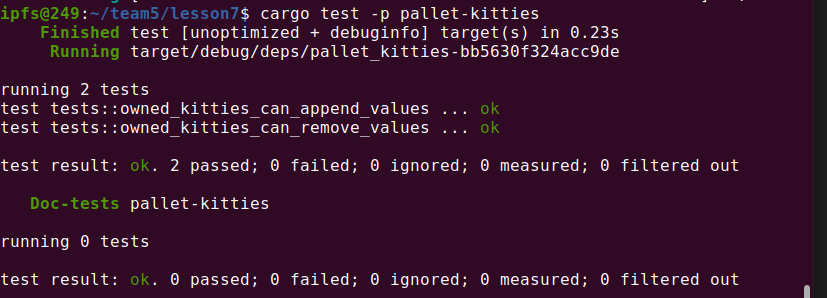 ipfs@249:~/team5/lesson7$ cargo test -p pallet-kitties
Finished test [unoptimized + debuginfo] target(s) in 0.23s
Running target/debug/deps/pallet_kitties-bb5630f324acc9de
running 2 tests
test tests::owned_kitties_can_append_values ... ok
test tests::owned_kitties_can_remove_values ... ok
test result: ok. 2 passed; 0 failed; 0 ignored; 0 measured; 0 filtered out
Doc-tests pallet-kitties
running 0 tests
test result: ok. 0 passed; 0 failed; 0 ignored; 0 measured; 0 filtered out